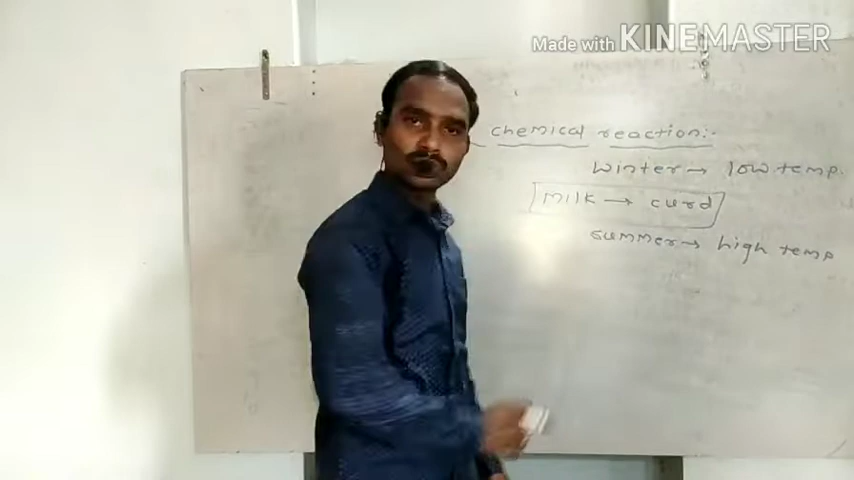 Made with KINEMASTER
chemical reaction:-
winter → low temp.
milk → curd
summer → high temp